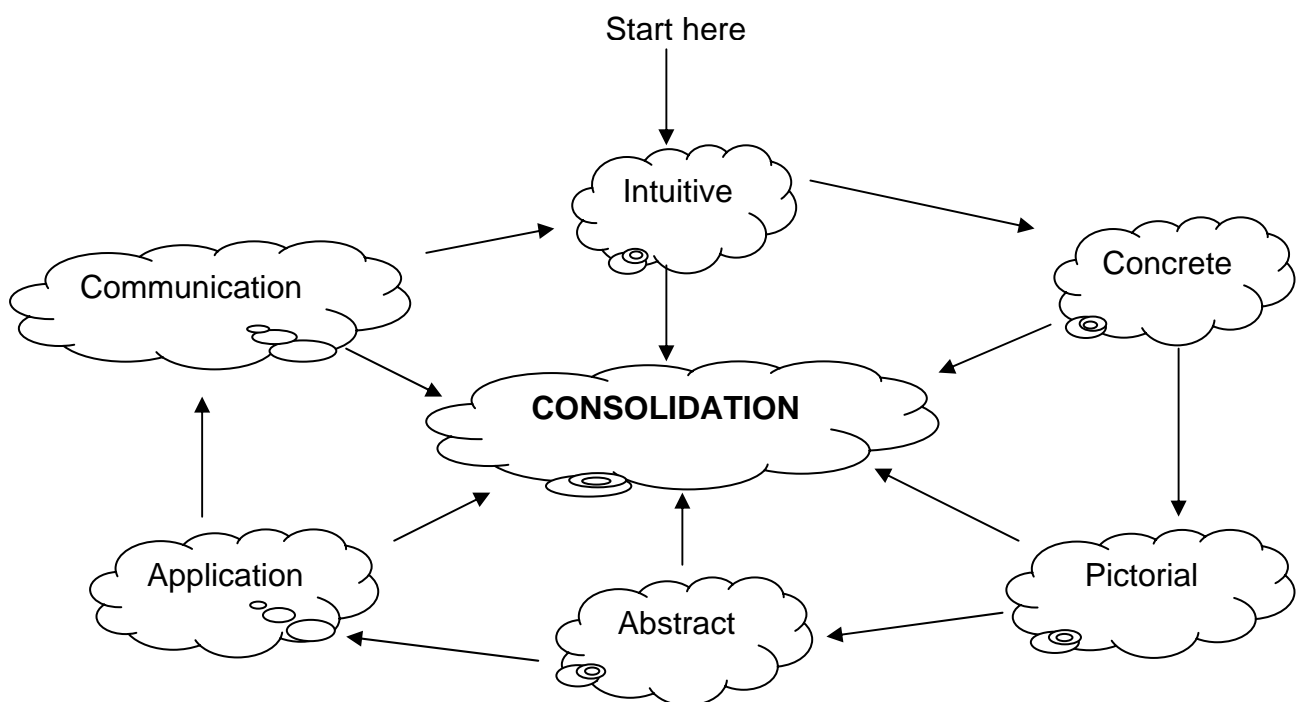 Start here
Intuitive
Concrete
Communication
CONSOLIDATION
Pictorial
Application
Abstract